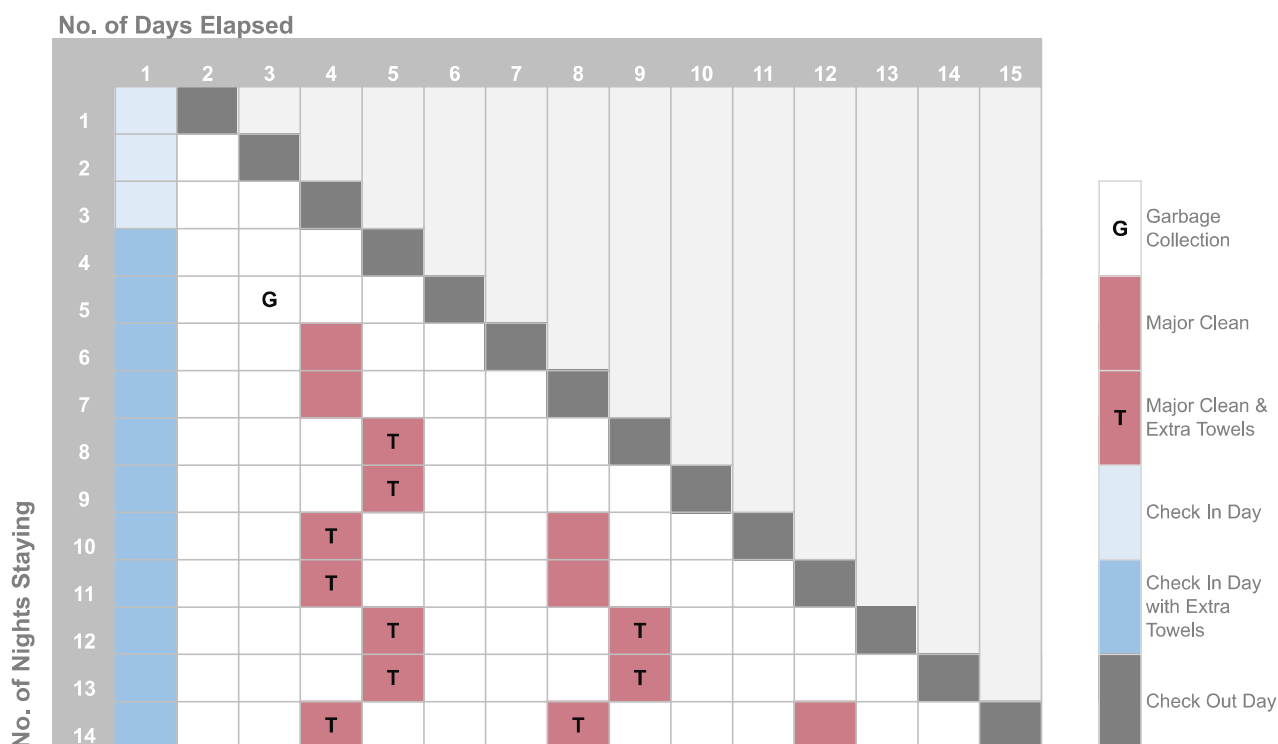 No. of Days Elapsed
1 2 3 4 5 6 7 8 9 10 11 12 13 14 15
1
2
3
4
5 G
6
7
8 T
9 T
10 T
11 T
12 T T
13 T T
14 T T
No. of Nights Staying
G Garbage
Collection
Major Clean
T Major Clean &
Extra Towels
Check In Day
Check In Day
with Extra
Towels
Check Out Day